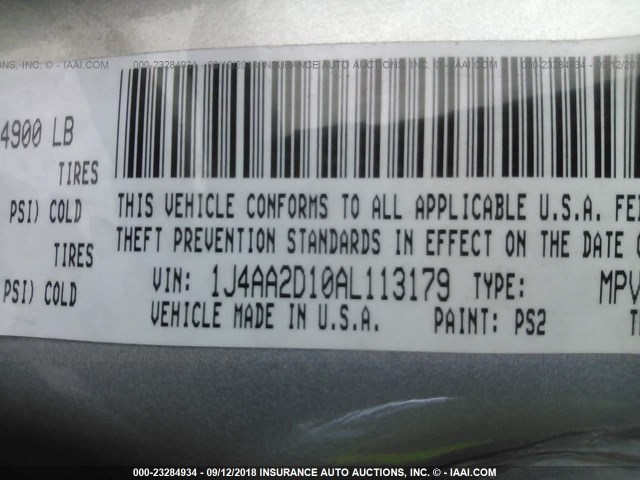 4900 LB
TIRES
PSI) COLD
TIRES
PSI) COLD
THIS VEHICLE CONFORMS TO ALL APPLICABLE U.S.A. FE
THEFT PREVENTION STANDARDS IN EFFECT ON THE DATE
VIN: 1J4AA2D10AL113179 TYPE: MPV
VEHICLE MADE IN U.S.A. PAINT: PS2
000-23284934 - 09/12/2018 INSURANCE AUTO AUCTIONS, INC. - © IAAI.COM